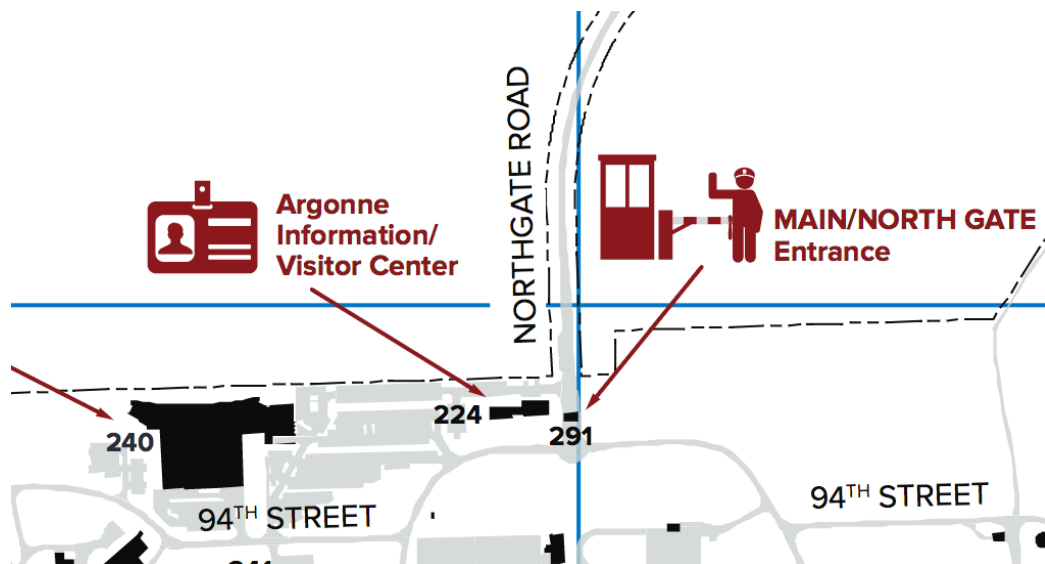 NORTHGATE ROAD
Argonne
Information/
Visitor Center
MAIN/NORTH GATE
Entrance
224
291
240
94TH STREET
94TH STREET